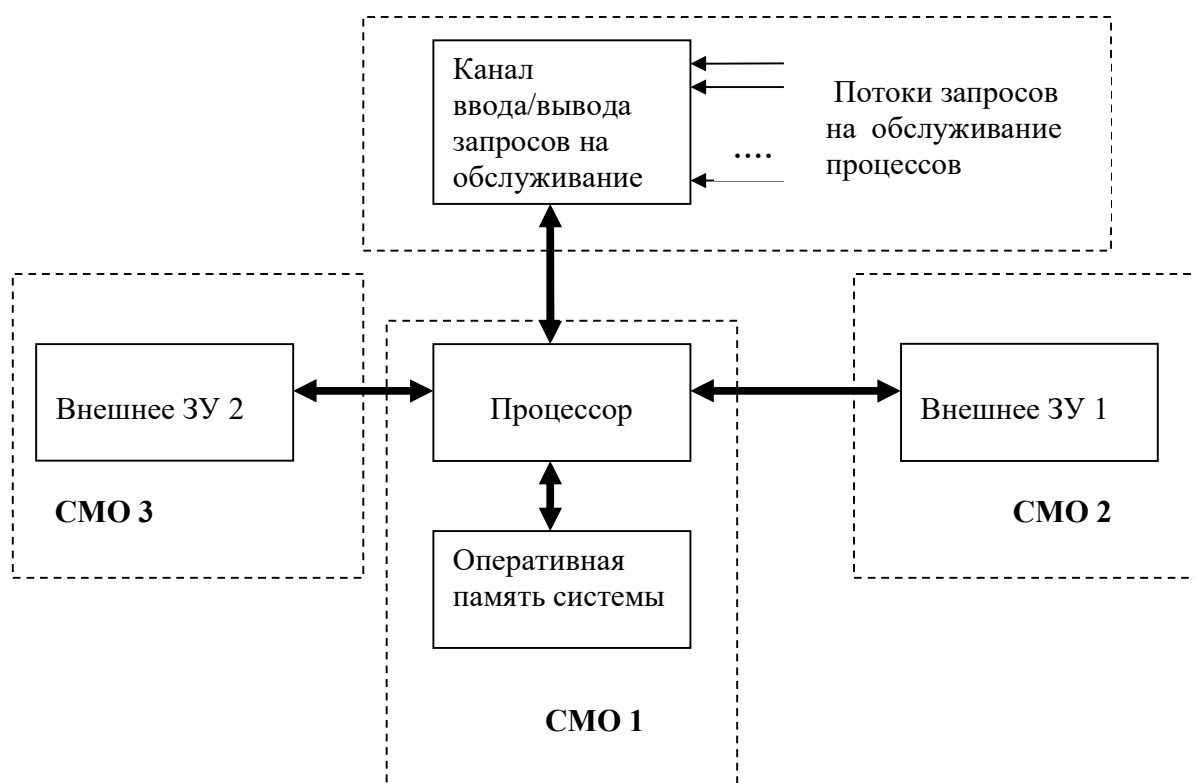 Канал
ввода/вывода
запросов на
обслуживание
Потоки запросов
на обслуживание
процессов
....
Внешнее ЗУ 2
Процессор
Внешнее ЗУ 1
СМО 3
СМО 2
Оперативная
память системы
СМО 1